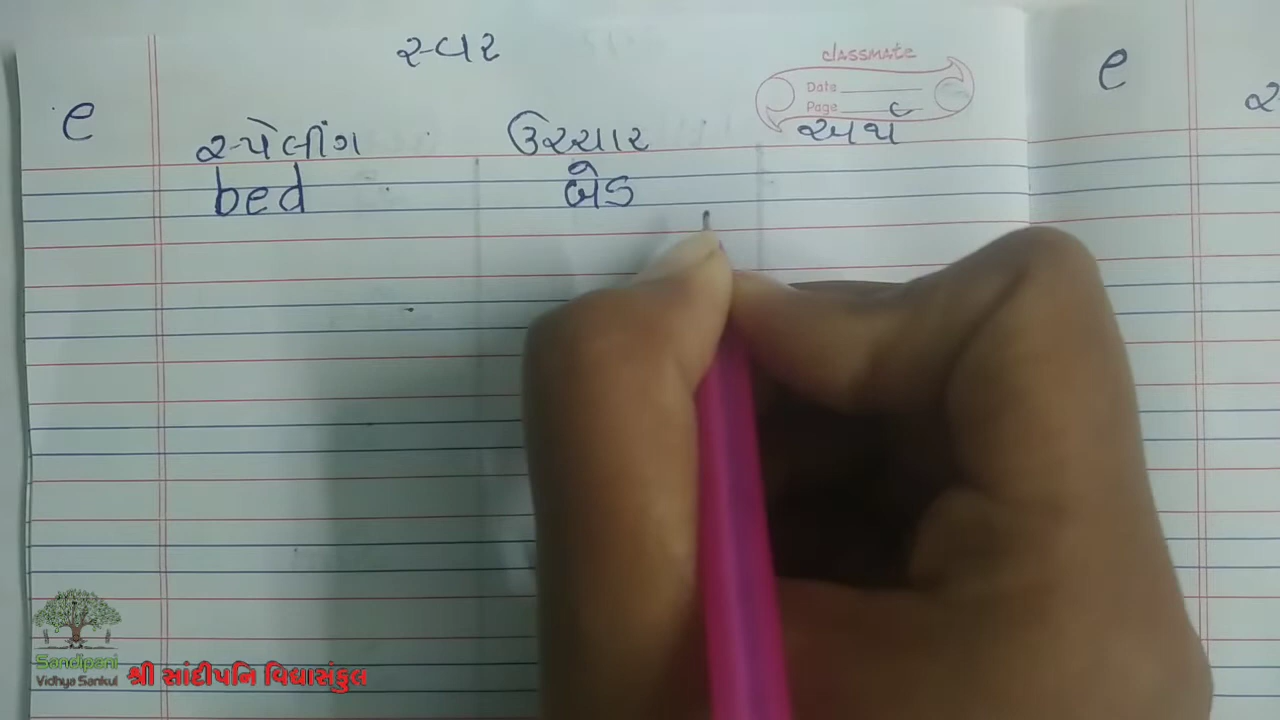 સ્વર
classmate
e
e
Date
Page
સ્પેલીંગ ઉચ્ચાર અર્થ
bed બેડ
Sandipani
Vidhya Sankul
શ્રી સાંદીપનિ વિદ્યાસંકુલ